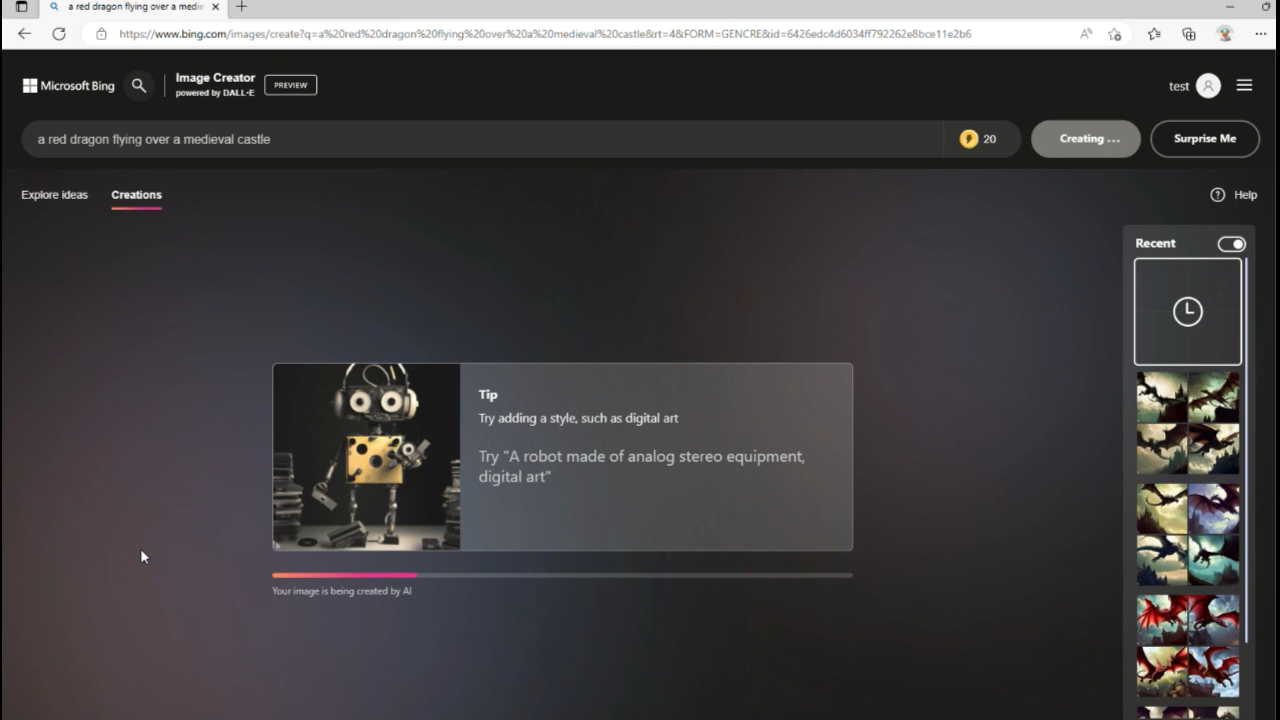 a red dragon flying over a medie
https://www.bing.com/images/create?q=a%20red%20dragon%20flying%20over%20a%20medieval%20castle&rt=4&FORM=GENCRE&id=6426edc4d6034ff792262e8bce11e2b6
Microsoft Bing
Image Creator
powered by DALL·E
PREVIEW
test
a red dragon flying over a medieval castle
20
Creating ...
Surprise Me
Explore ideas
Creations
Help
Recent
Tip
Try adding a style, such as digital art
Try "A robot made of analog stereo equipment,
digital art"
Your image is being created by AI